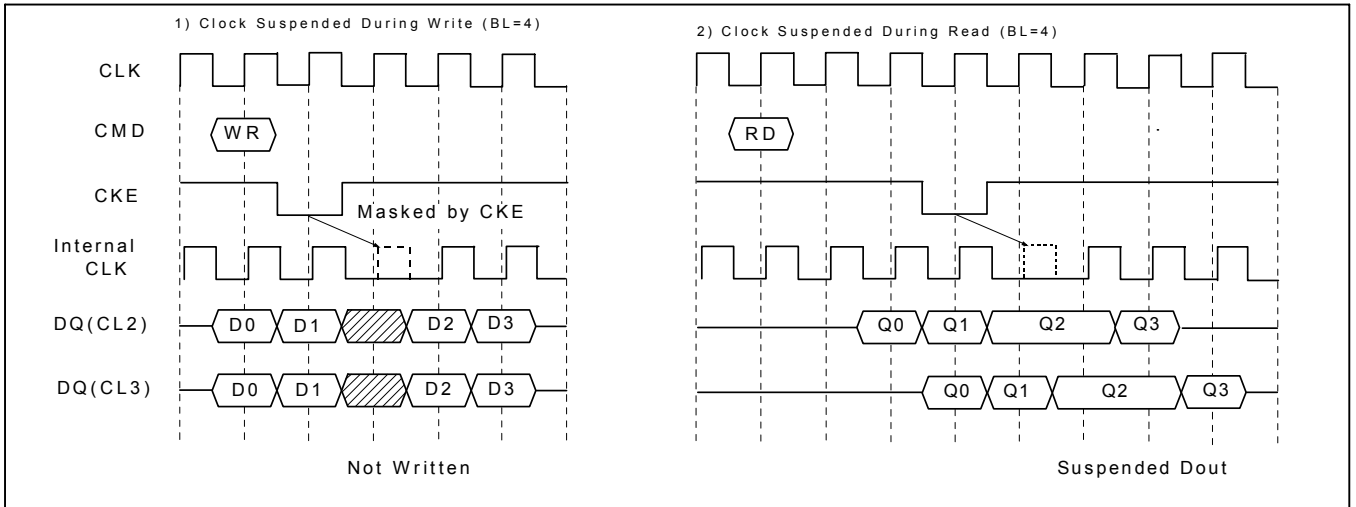 1) Clock Suspended During Write (BL=4)
2) Clock Suspended During Read (BL=4)
CLK
CMD
WR
RD
CKE
Masked by CKE
Internal
CLK
DQ(CL2)
D0
D1
D2
D3
Q0
Q1
Q2
Q3
DQ(CL3)
D0
D1
D2
D3
Q0
Q1
Q2
Q3
Not Written
Suspended Dout